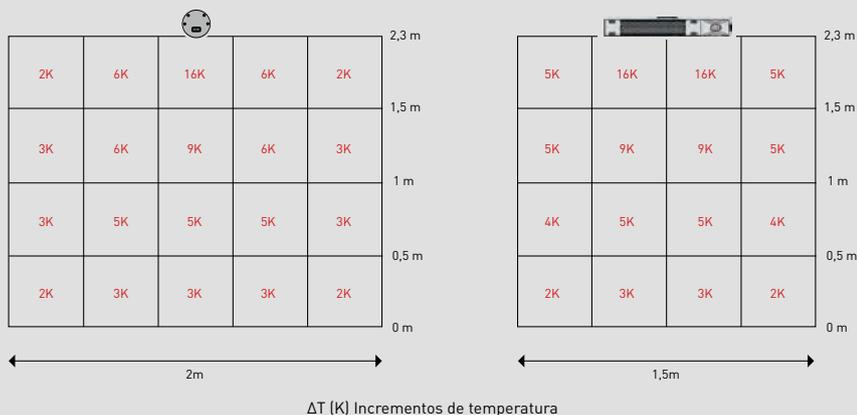 2,3 m
2K 6K 16K 6K 2K
1,5 m
3K 6K 9K 6K 3K
1 m
3K 5K 5K 5K 3K
0,5 m
2K 3K 3K 3K 2K
0 m
2m
2,3 m
5K 16K 16K 5K
1,5 m
5K 9K 9K 5K
1 m
4K 5K 5K 4K
0,5 m
2K 3K 3K 2K
0 m
1,5m
ΔT (K) Incrementos de temperatura